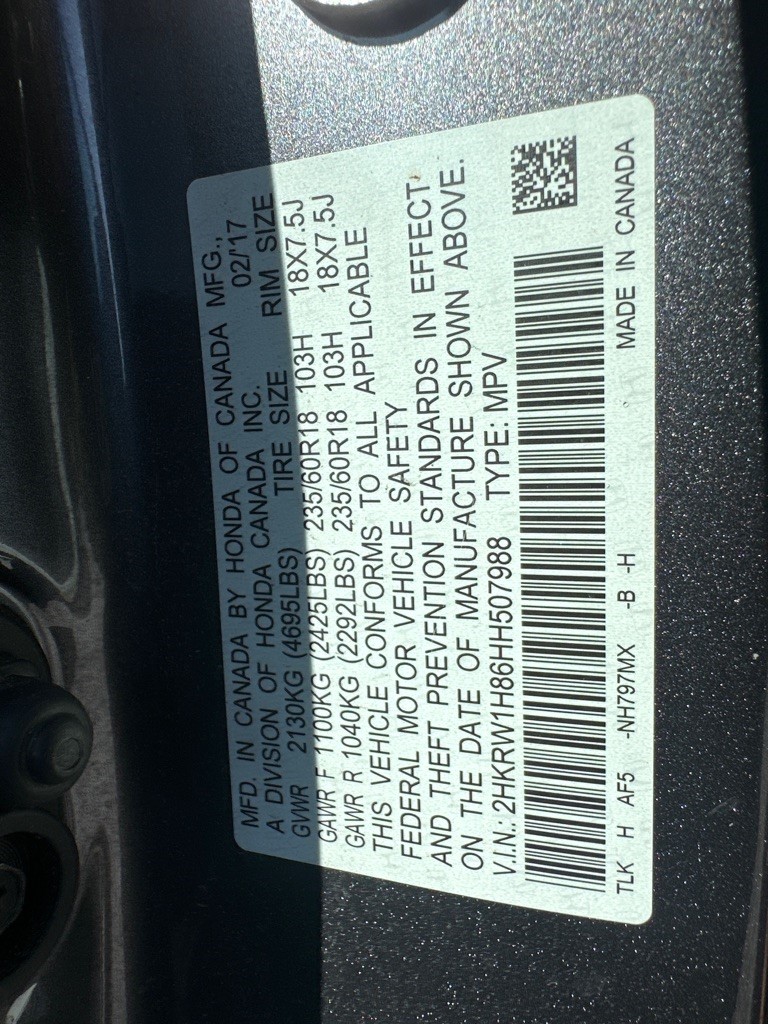 MFD. IN CANADA BY HONDA OF CANADA MFG.,
A DIVISION OF HONDA CANADA INC. 02/'17
GVWR 2130KG (4695LBS) TIRE SIZE RIM SIZE
GAWR F 1100KG (2425LBS) 235/60R18 103H 18X7.5J
GAWR R 1040KG (2292LBS) 235/60R18 103H 18X7.5J
THIS VEHICLE CONFORMS TO ALL APPLICABLE
FEDERAL MOTOR VEHICLE SAFETY
AND THEFT PREVENTION STANDARDS IN EFFECT
ON THE DATE OF MANUFACTURE SHOWN ABOVE.
V.I.N.: 2HKRW1H86HH507988 TYPE: MPV
TLK H AF5 -NH797MX -B -H MADE IN CANADA